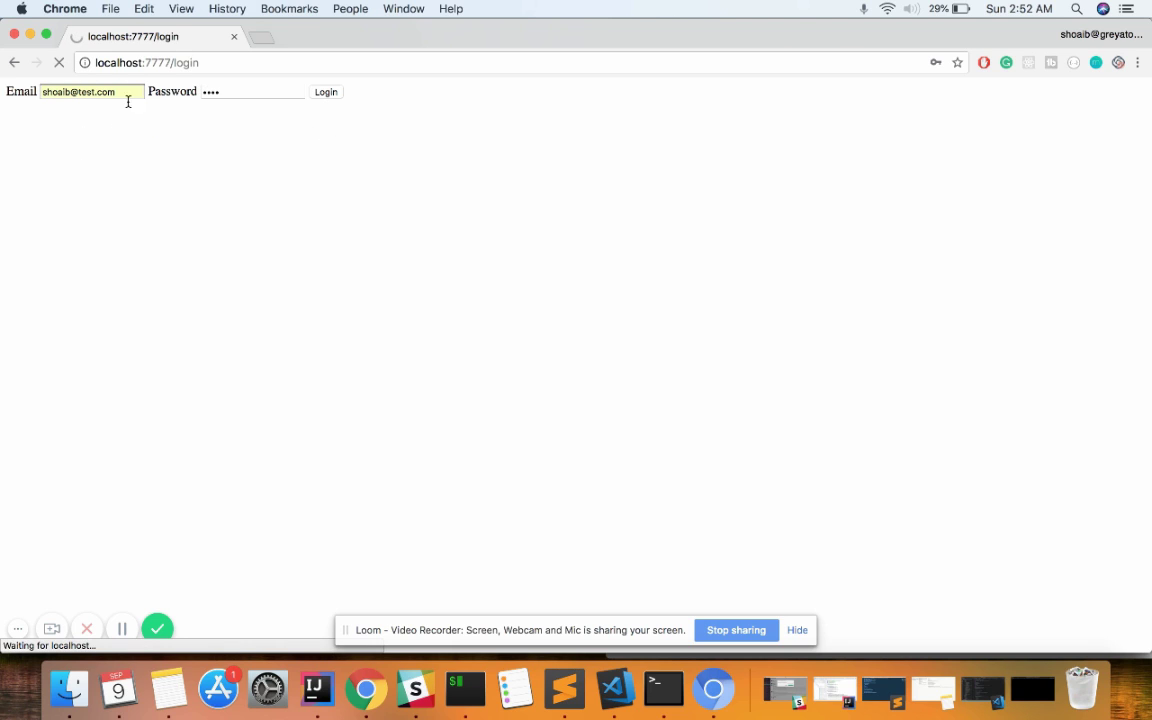 Chrome File Edit View History Bookmarks People Window Help 29% Sun 2:52 AM
localhost:7777/login
shoaib@greyato...
localhost:7777/login
Email shoaib@test.com Password •••• Login
Loom - Video Recorder: Screen, Webcam and Mic is sharing your screen. Stop sharing Hide
Waiting for localhost...
SEP
9
1
IJ
$
>_